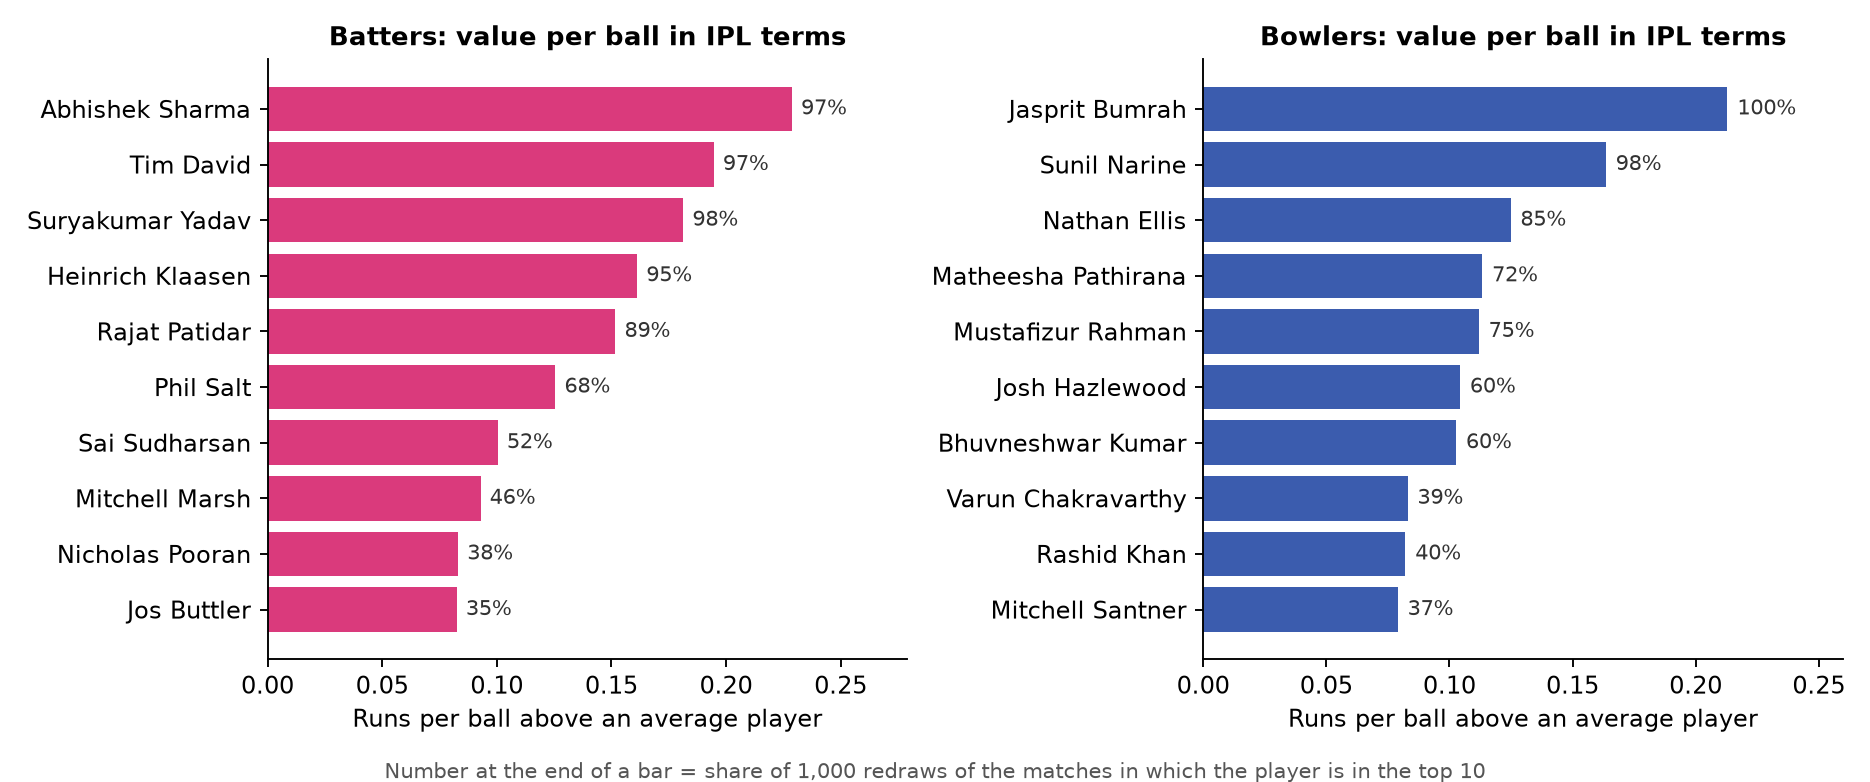 Batters: value per ball in IPL terms
Abhishek Sharma 97%
Tim David 97%
Suryakumar Yadav 98%
Heinrich Klaasen 95%
Rajat Patidar 89%
Phil Salt 68%
Sai Sudharsan 52%
Mitchell Marsh 46%
Nicholas Pooran 38%
Jos Buttler 35%
0.00 0.05 0.10 0.15 0.20 0.25
Runs per ball above an average player
Bowlers: value per ball in IPL terms
Jasprit Bumrah 100%
Sunil Narine 98%
Nathan Ellis 85%
Matheesha Pathirana 72%
Mustafizur Rahman 75%
Josh Hazlewood 60%
Bhuvneshwar Kumar 60%
Varun Chakravarthy 39%
Rashid Khan 40%
Mitchell Santner 37%
0.00 0.05 0.10 0.15 0.20 0.25
Runs per ball above an average player
Number at the end of a bar = share of 1,000 redraws of the matches in which the player is in the top 10